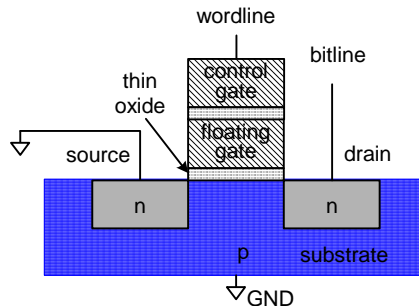 wordline
bitline
control
gate
thin
oxide
floating
gate
source
drain
n
n
p
substrate
GND